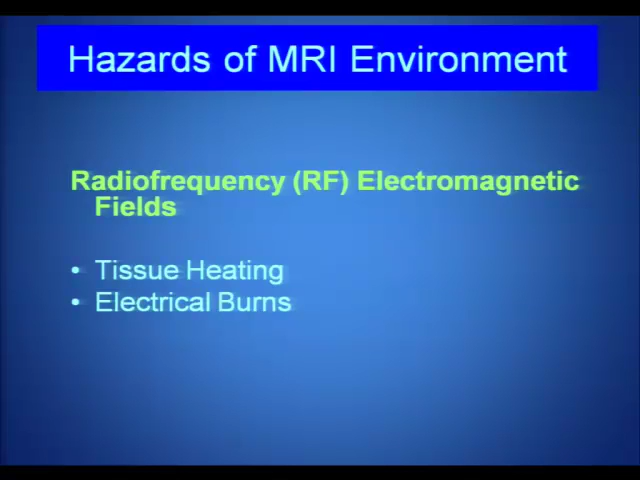 Hazards of MRI Environment
Radiofrequency (RF) Electromagnetic
Fields
• Tissue Heating
• Electrical Burns